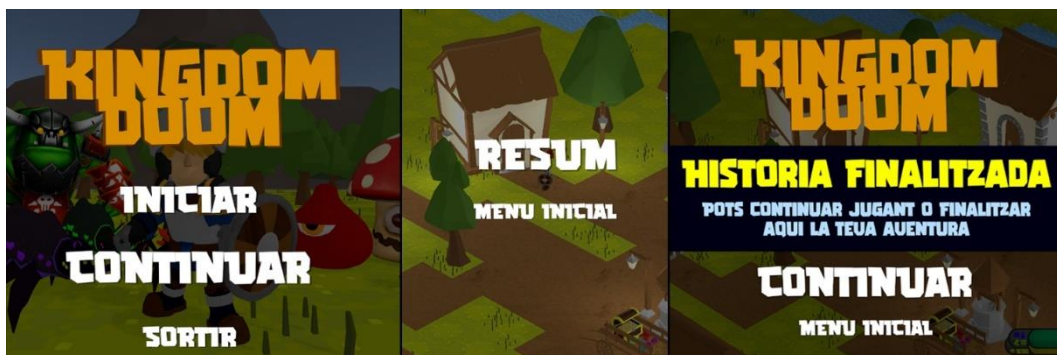 KINGDOM
DOOM
INICIAR
CONTINUAR
SORTIR
RESUM
MENU INICIAL
KINGDOM
DOOM
HISTORIA FINALITZADA
POTS CONTINUAR JUGANT O FINALITZAR
AQUI LA TEVA AVENTURA
CONTINUAR
MENU INICIAL